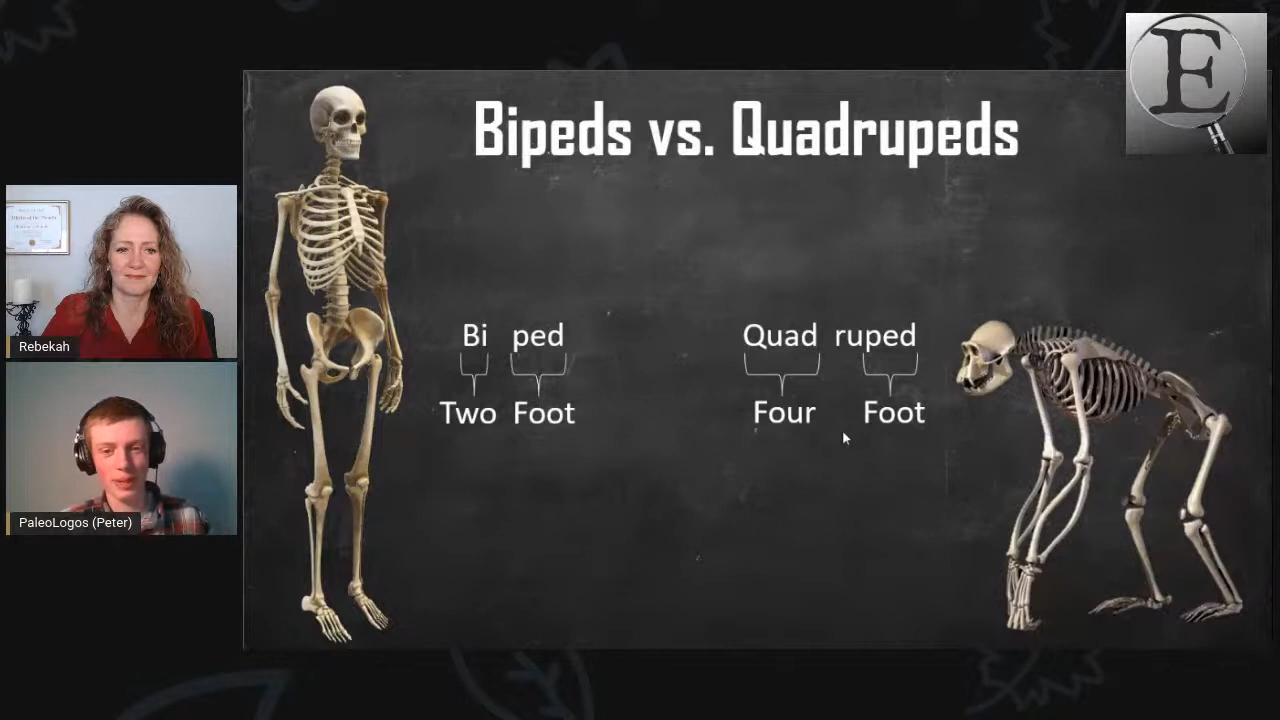 Bipeds vs. Quadrupeds
E
Bi ped
Two Foot
Quad ruped
Four Foot
Rebekah
PaleoLogos (Peter)